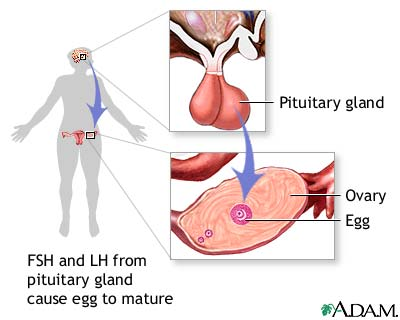 Pituitary gland
Ovary
Egg
FSH and LH from
pituitary gland
cause egg to mature
A.D.A.M.